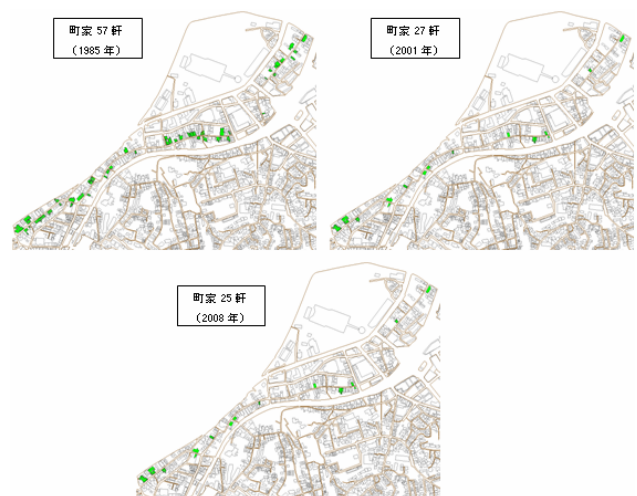 町家 57 軒
（1985 年）
町家 27 軒
（2001 年）
町家 25 軒
（2008 年）